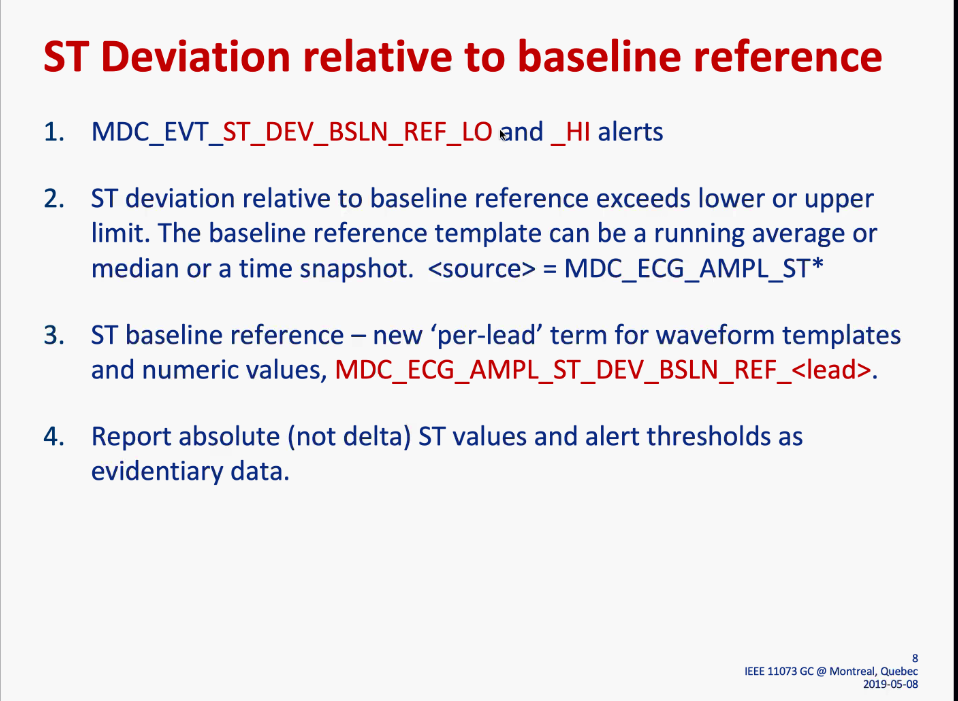 ST Deviation relative to baseline reference
1. MDC_EVT_ST_DEV_BSLN_REF_LO and _HI alerts
2. ST deviation relative to baseline reference exceeds lower or upper
limit. The baseline reference template can be a running average or
median or a time snapshot. <source> = MDC_ECG_AMPL_ST*
3. ST baseline reference – new ‘per-lead’ term for waveform templates
and numeric values, MDC_ECG_AMPL_ST_DEV_BSLN_REF_<lead>.
4. Report absolute (not delta) ST values and alert thresholds as
evidentiary data.
8
IEEE 11073 GC @ Montreal, Quebec
2019-05-08